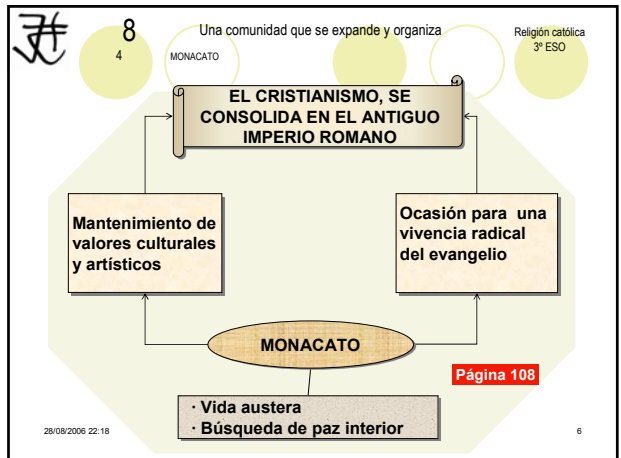 8
Una comunidad que se expande y organiza
Religión católica
3º ESO
4
MONACATO
EL CRISTIANISMO, SE
CONSOLIDA EN EL ANTIGUO
IMPERIO ROMANO
Mantenimiento de
valores culturales
y artísticos
Ocasión para una
vivencia radical
del evangelio
MONACATO
Página 108
· Vida austera
· Búsqueda de paz interior
28/08/2006 22:18
6